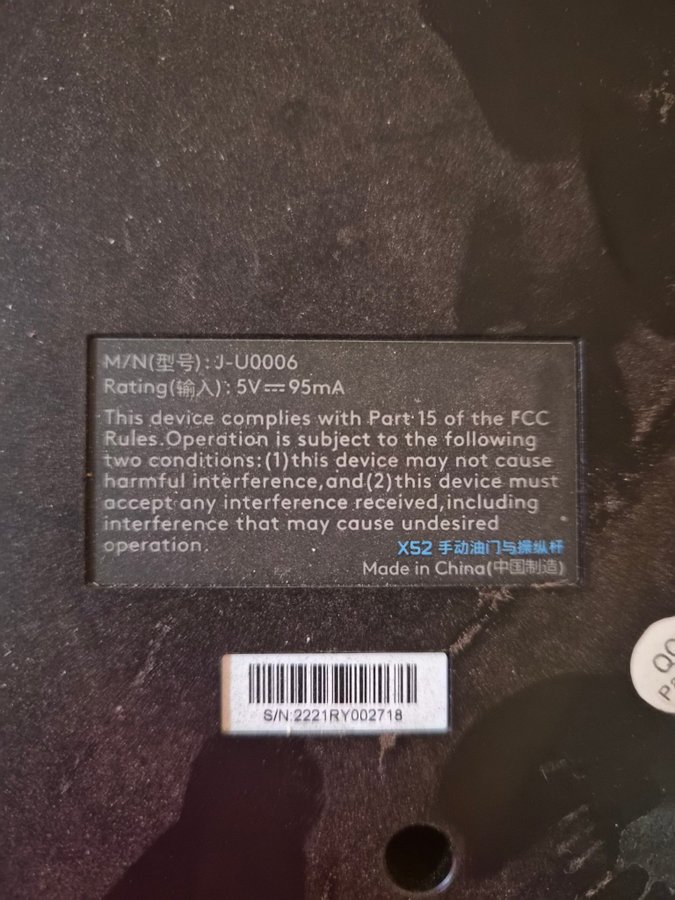 M/N(型号):J-U0006
Rating(输入):5V⎓95mA
This device complies with Part 15 of the FCC
Rules.Operation is subject to the following
two conditions:(1)this device may not cause
harmful interference,and(2)this device must
accept any interference received,including
interference that may cause undesired
operation.
X52 手动油门与操纵杆
Made in China(中国制造)
S/N:2221RY002718